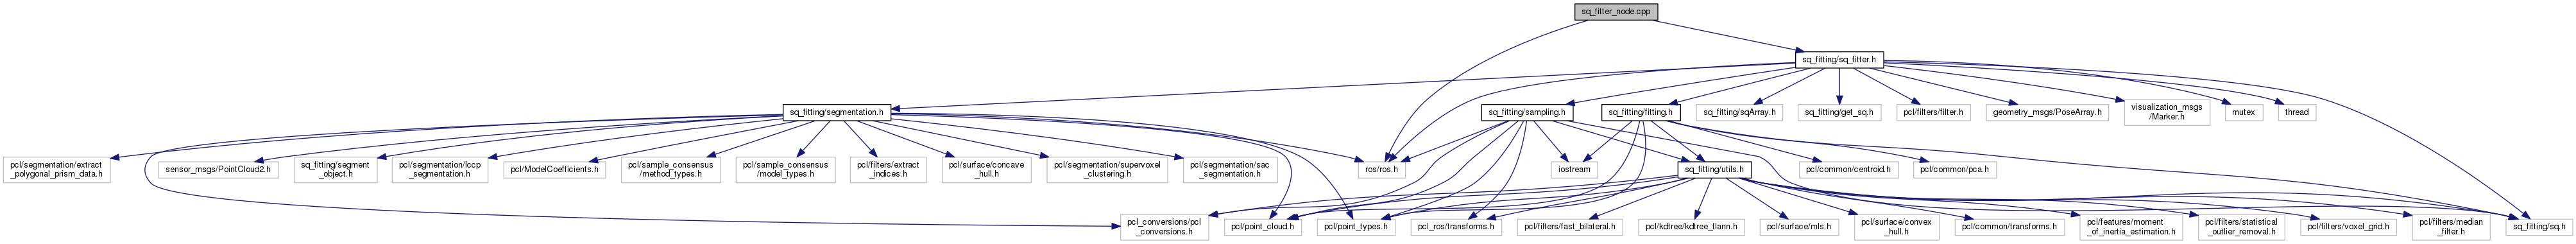 sq_fitter_node.cpp
sq_fitting/sq_fitter.h
sq_fitting/segmentation.h
sq_fitting/sampling.h
sq_fitting/fitting.h
sq_fitting/sqArray.h
sq_fitting/get_sq.h
pcl/filters/filter.h
geometry_msgs/PoseArray.h
visualization_msgs
/Marker.h
mutex
thread
pcl/segmentation/extract
_polygonal_prism_data.h
sensor_msgs/PointCloud2.h
sq_fitting/segment
_object.h
pcl/segmentation/lccp
_segmentation.h
pcl/ModelCoefficients.h
pcl/sample_consensus
/method_types.h
pcl/sample_consensus
/model_types.h
pcl/filters/extract
_indices.h
pcl/surface/concave
_hull.h
pcl/segmentation/supervoxel
_clustering.h
pcl/segmentation/sac
_segmentation.h
ros/ros.h
iostream
sq_fitting/utils.h
pcl/common/centroid.h
pcl/common/pca.h
pcl_conversions/pcl
_conversions.h
pcl/point_cloud.h
pcl/point_types.h
pcl_ros/transforms.h
pcl/filters/fast_bilateral.h
pcl/kdtree/kdtree_flann.h
pcl/surface/mls.h
pcl/surface/convex
_hull.h
pcl/common/transforms.h
pcl/features/moment
_of_inertia_estimation.h
pcl/filters/statistical
_outlier_removal.h
pcl/filters/voxel_grid.h
pcl/filters/median
_filter.h
sq_fitting/sq.h